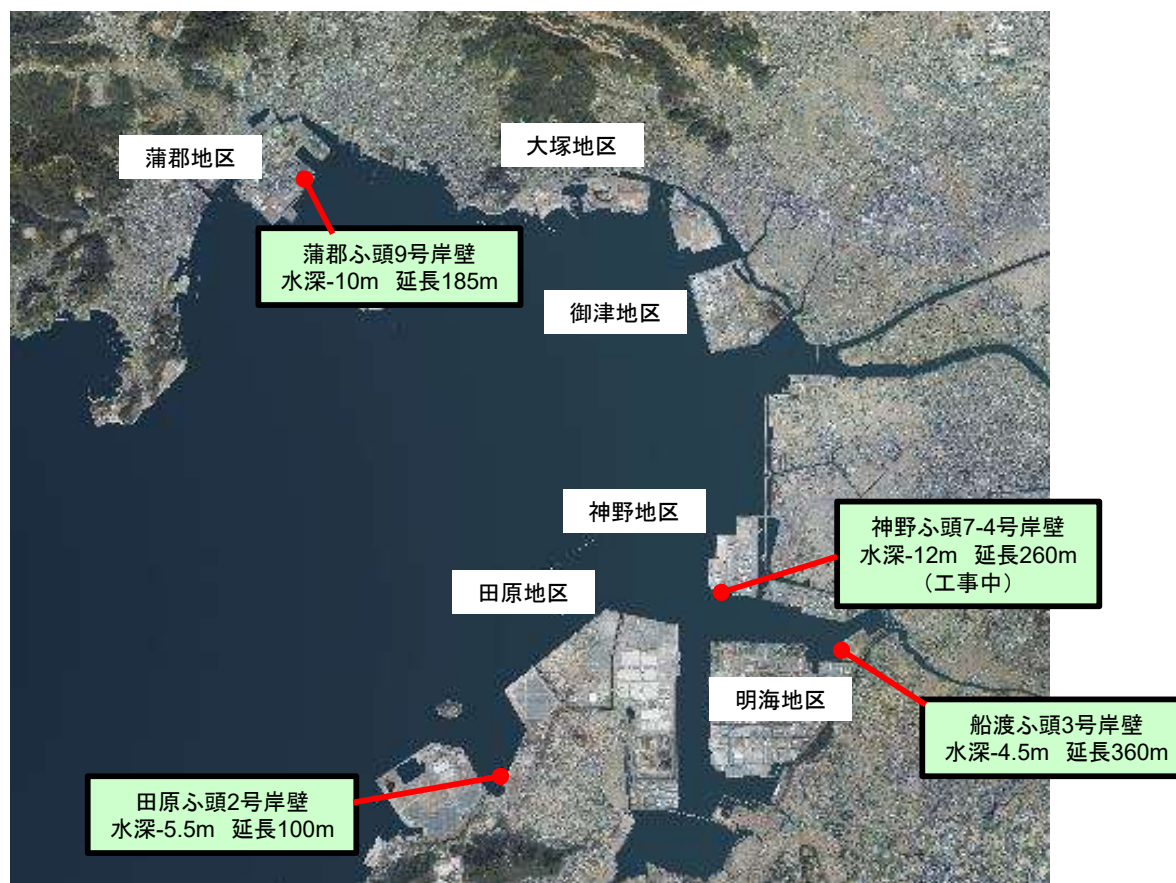 大塚地区
蒲郡地区
蒲郡ふ頭9号岸壁
水深-10m 延長185m
御津地区
神野地区
神野ふ頭7-4号岸壁
水深-12m 延長260m
（工事中）
田原地区
明海地区
船渡ふ頭3号岸壁
水深-4.5m 延長360m
田原ふ頭2号岸壁
水深-5.5m 延長100m